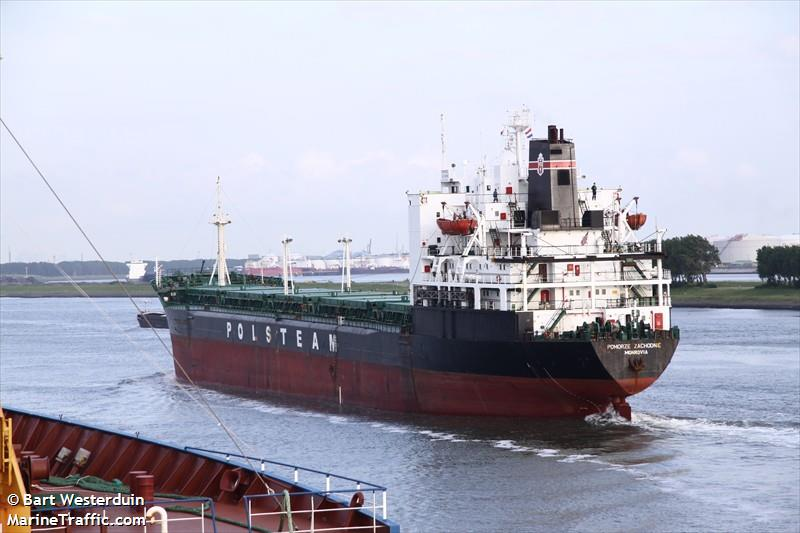 POLSTEAM
POMORZE ZACHODNIE
MONROVIA
© Bart Westerduin
MarineTraffic.com